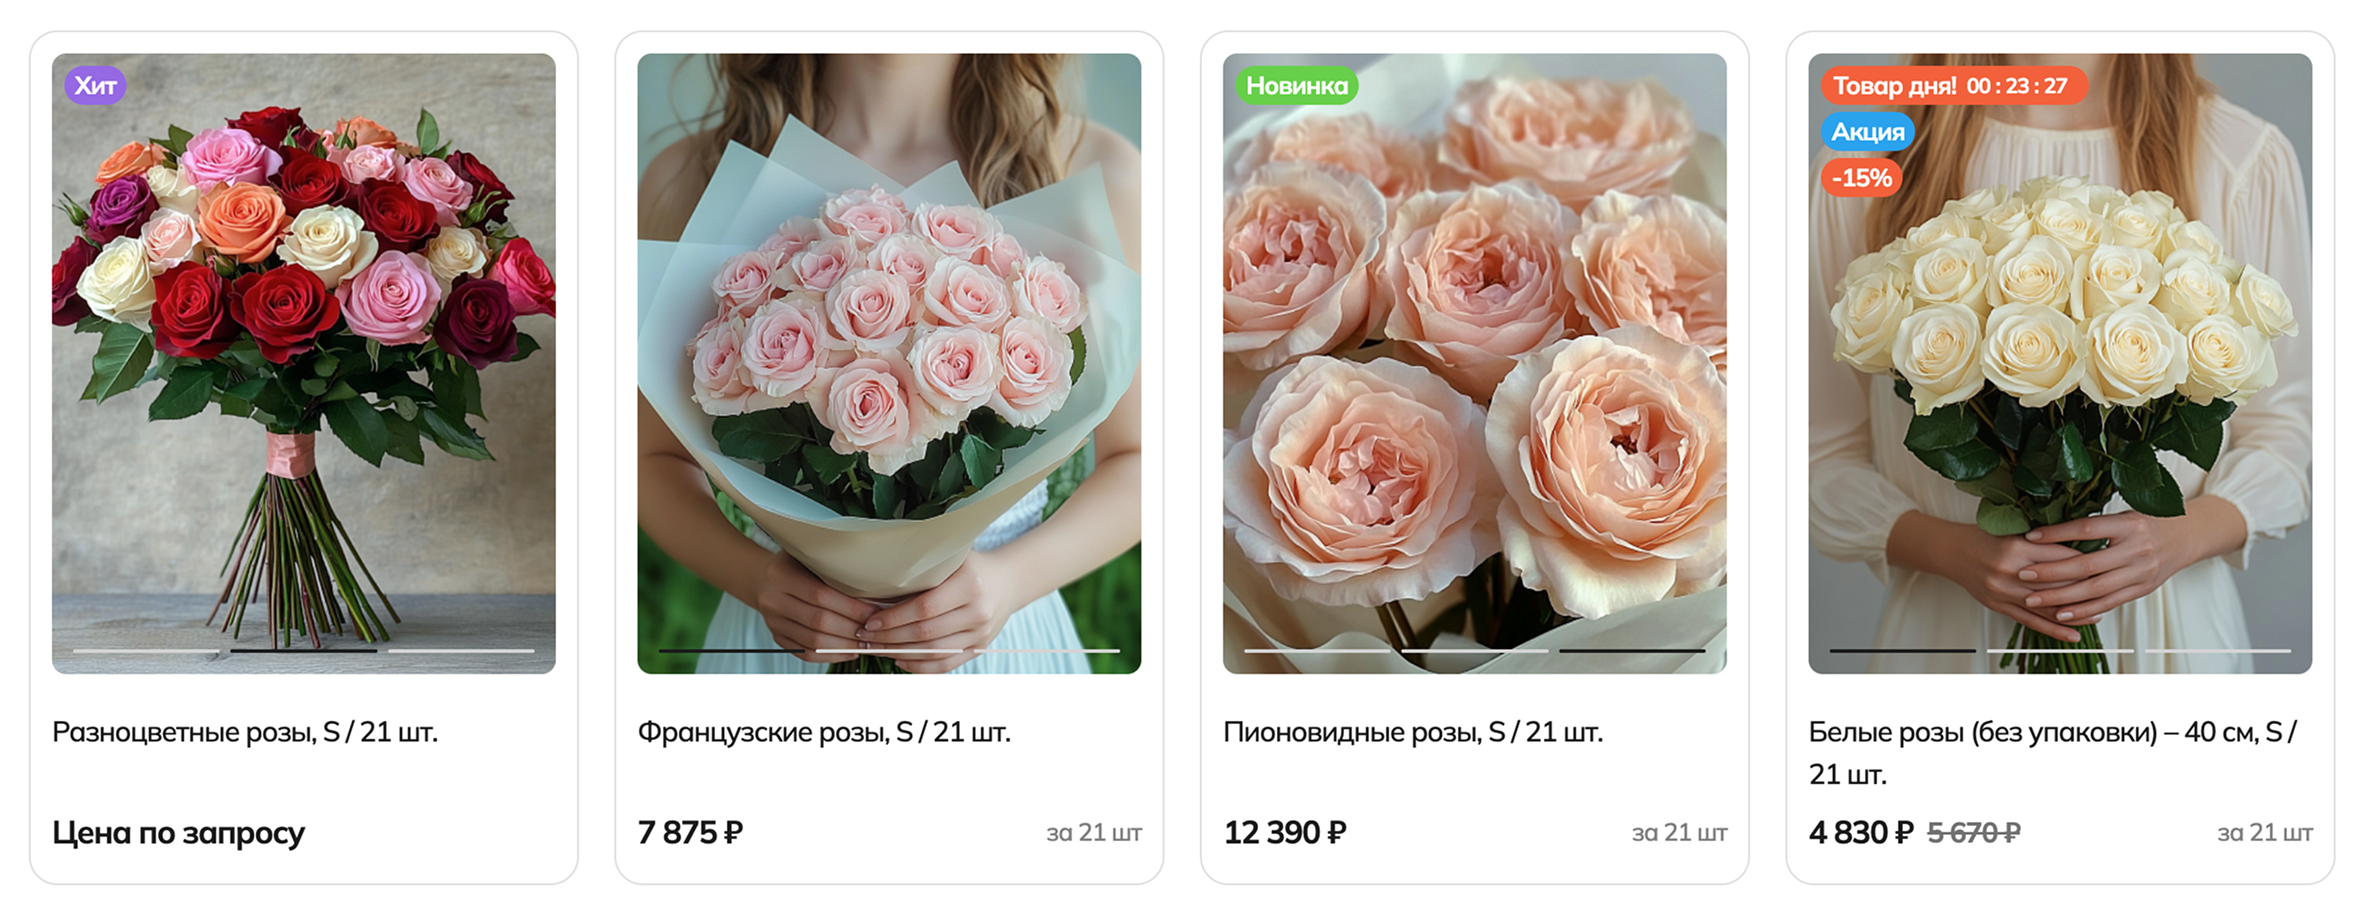 Хит
Разноцветные розы, S / 21 шт.
Цена по запросу
Французские розы, S / 21 шт.
7 875 ₽ за 21 шт
Новинка
Пионовидные розы, S / 21 шт.
12 390 ₽ за 21 шт
Товар дня! 00 : 23 : 27
Акция
-15%
Белые розы (без упаковки) – 40 см, S /
21 шт.
4 830 ₽ 5 670 ₽ за 21 шт